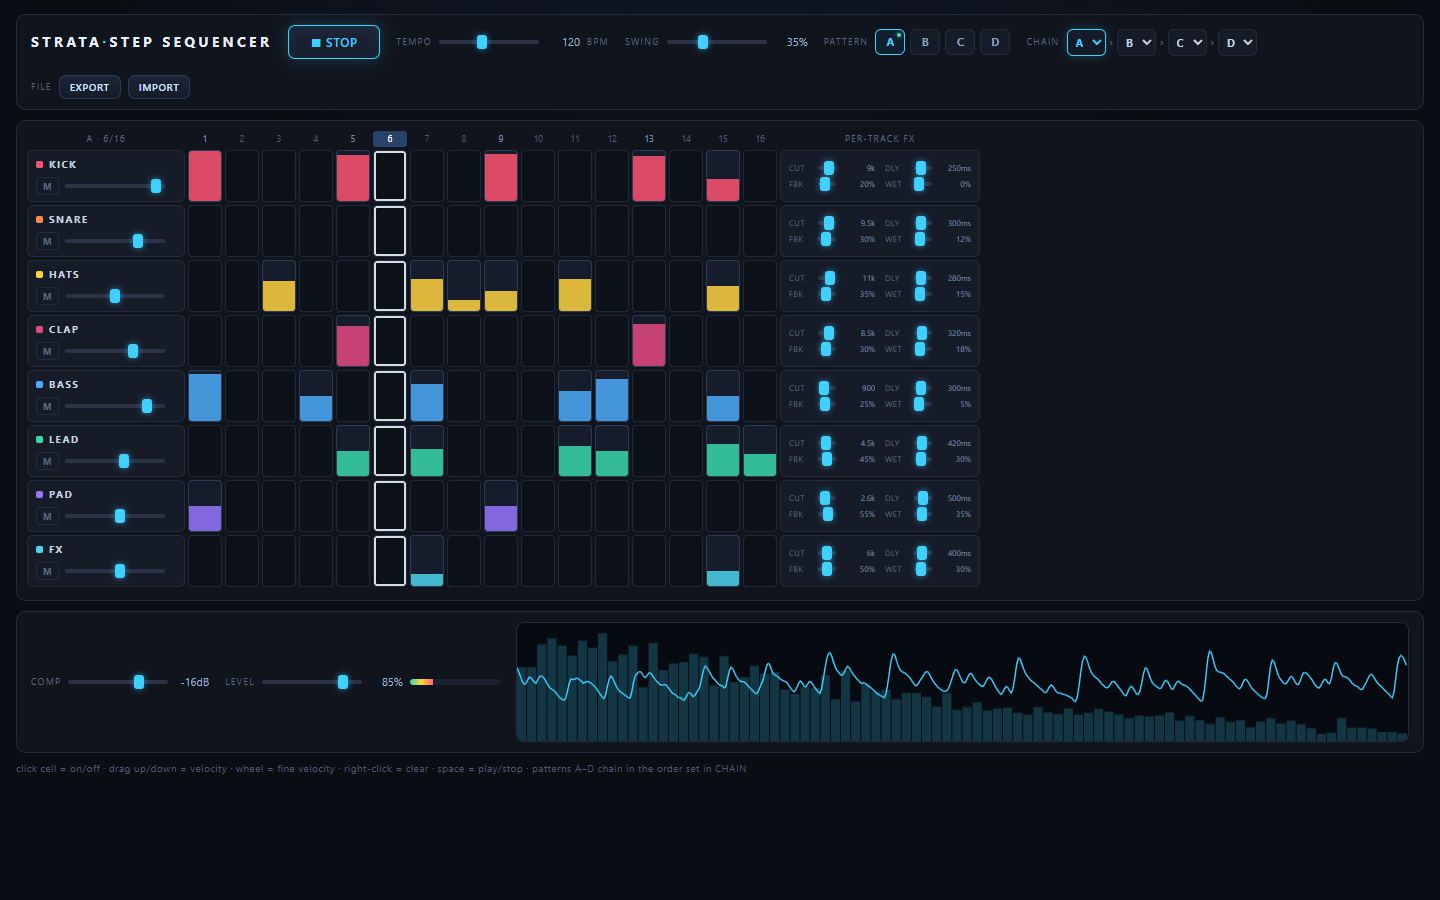 STRATA·STEP SEQUENCER ■ STOP TEMPO 120 BPM SWING 35% PATTERN A B C D CHAIN A › B › C › D
FILE EXPORT IMPORT
A · 6/16 1 2 3 4 5 6 7 8 9 10 11 12 13 14 15 16 PER-TRACK FX
KICK
M
CUT 9k DLY 250ms
FBK 20% WET 0%
SNARE
M
CUT 9.5k DLY 300ms
FBK 30% WET 12%
HATS
M
CUT 11k DLY 280ms
FBK 35% WET 15%
CLAP
M
CUT 8.5k DLY 320ms
FBK 30% WET 18%
BASS
M
CUT 900 DLY 300ms
FBK 25% WET 5%
LEAD
M
CUT 4.5k DLY 420ms
FBK 45% WET 30%
PAD
M
CUT 2.6k DLY 500ms
FBK 55% WET 35%
FX
M
CUT 6k DLY 400ms
FBK 50% WET 30%
COMP -16dB LEVEL 85%
click cell = on/off · drag up/down = velocity · wheel = fine velocity · right-click = clear · space = play/stop · patterns A–D chain in the order set in CHAIN